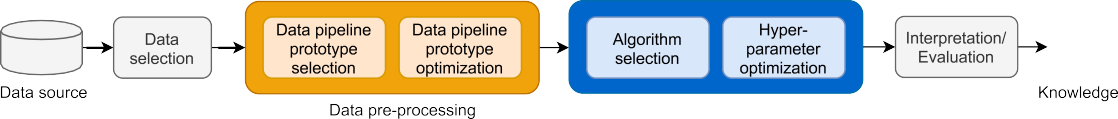 Data source
Data
selection
Data pipeline
prototype
selection
Data pipeline
prototype
optimization
Data pre-processing
Algorithm
selection
Hyper-
parameter
optimization
Interpretation/
Evaluation
Knowledge